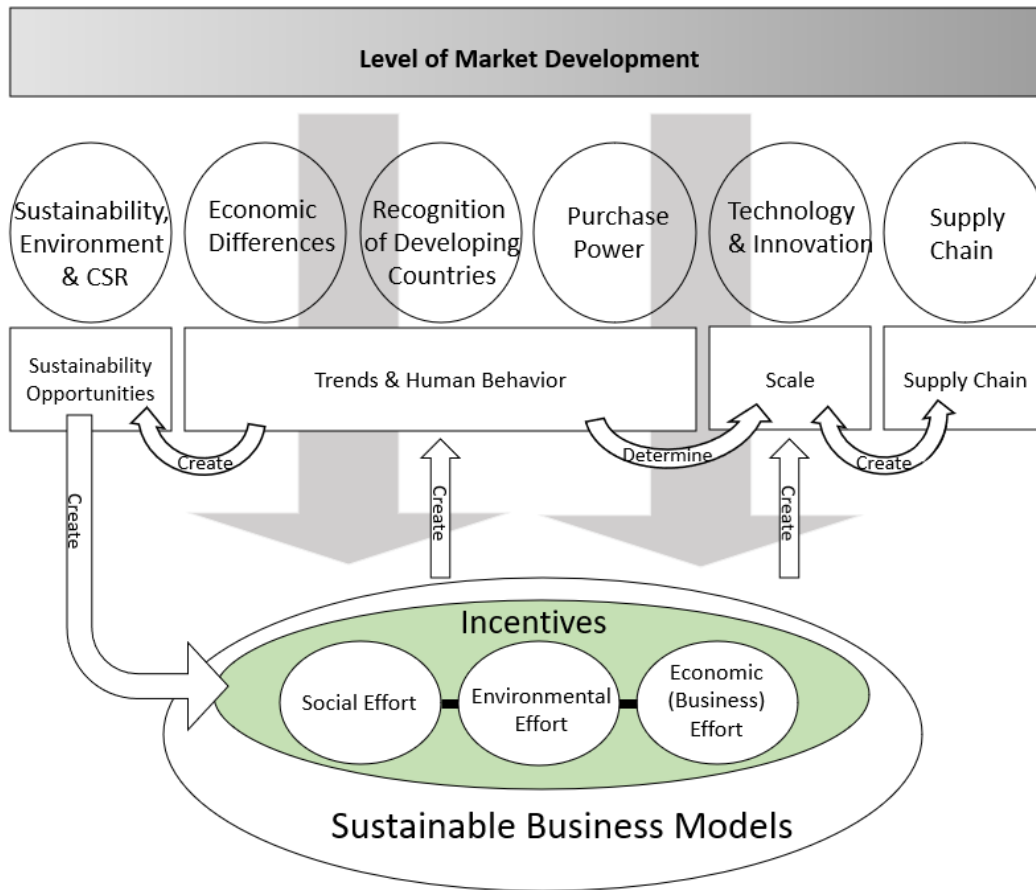 Level of Market Development
Sustainability,
Environment
& CSR
Economic
Differences
Recognition
of Developing
Countries
Purchase
Power
Technology
& Innovation
Supply
Chain
Sustainability
Opportunities
Trends & Human Behavior
Scale
Supply Chain
Create
Determine
Create
Create
Create
Create
Incentives
Social Effort
Environmental
Effort
Economic
(Business)
Effort
Sustainable Business Models